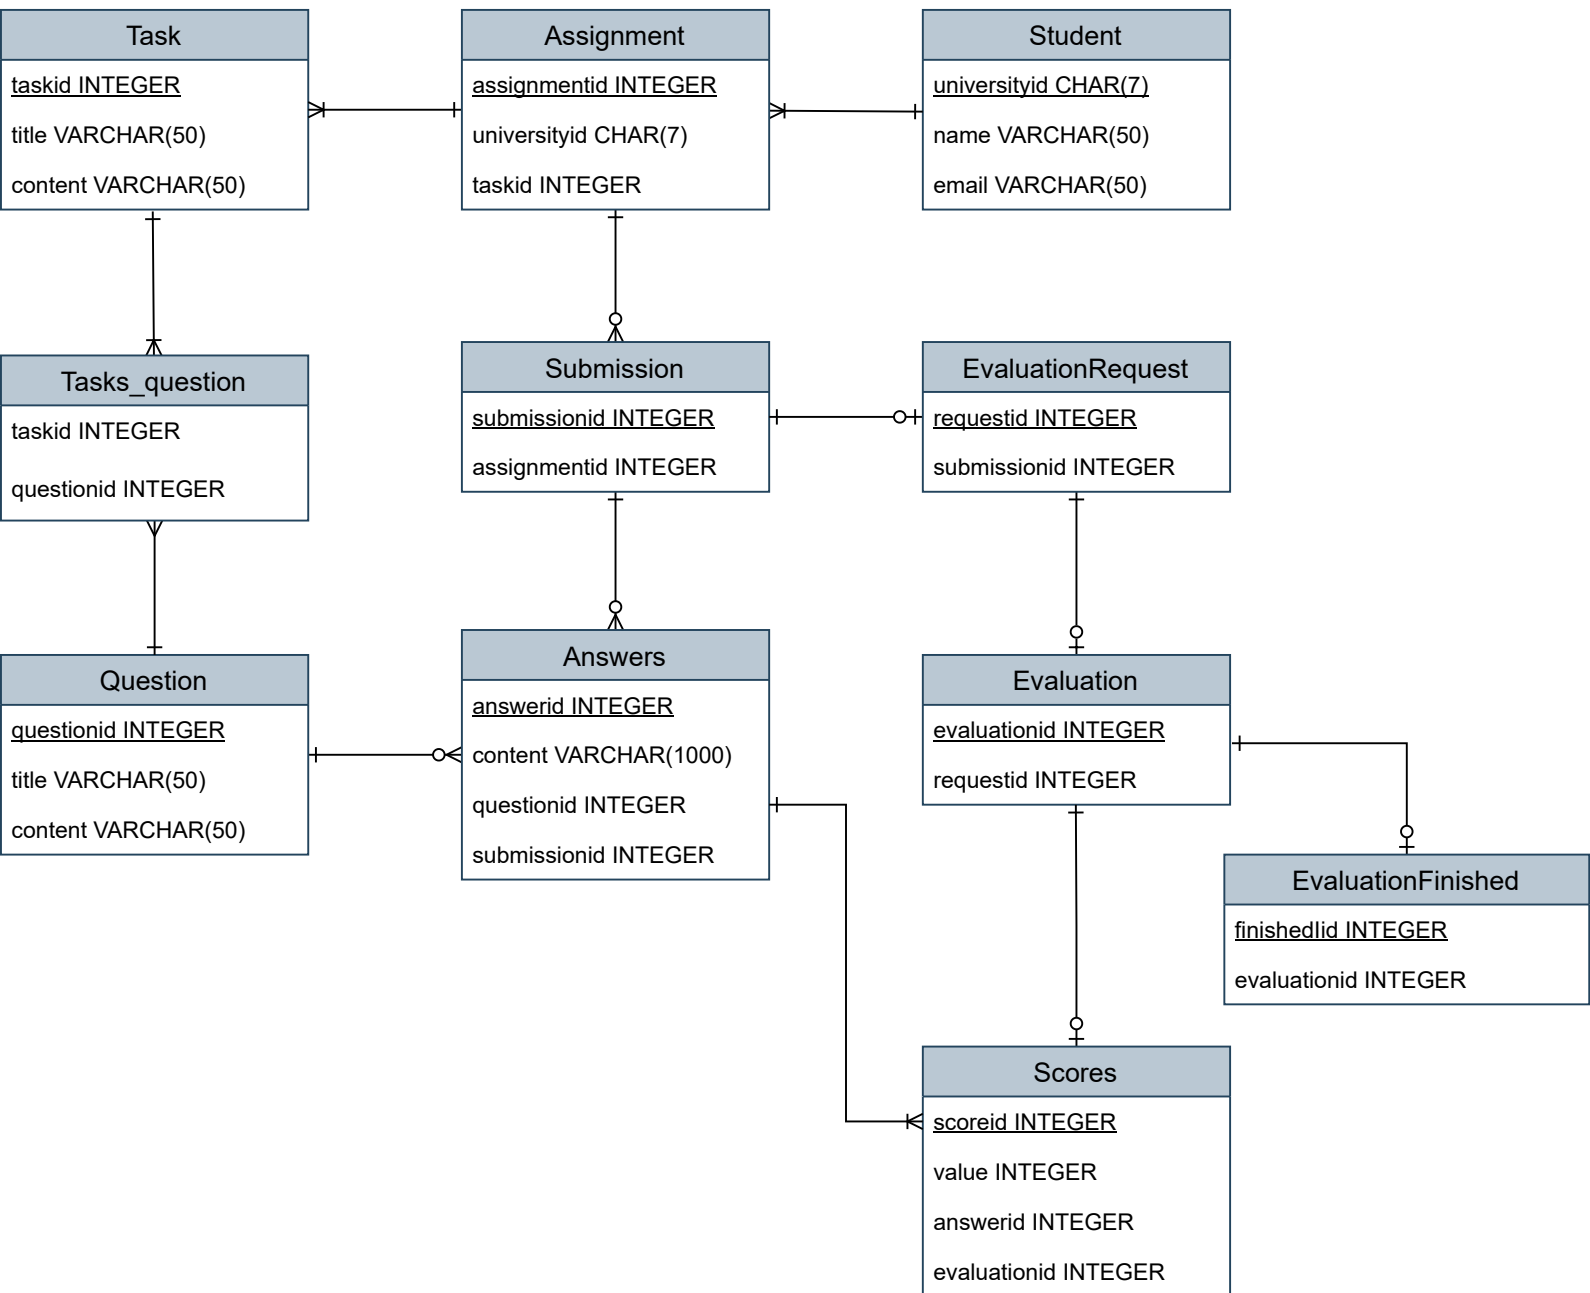 Task
taskid INTEGER
title VARCHAR(50)
content VARCHAR(50)
Assignment
assignmentid INTEGER
universityid CHAR(7)
taskid INTEGER
Student
universityid CHAR(7)
name VARCHAR(50)
email VARCHAR(50)
Tasks_question
taskid INTEGER
questionid INTEGER
Submission
submissionid INTEGER
assignmentid INTEGER
EvaluationRequest
requestid INTEGER
submissionid INTEGER
Question
questionid INTEGER
title VARCHAR(50)
content VARCHAR(50)
Answers
answerid INTEGER
content VARCHAR(1000)
questionid INTEGER
submissionid INTEGER
Evaluation
evaluationid INTEGER
requestid INTEGER
EvaluationFinished
finishedIid INTEGER
evaluationid INTEGER
Scores
scoreid INTEGER
value INTEGER
answerid INTEGER
evaluationid INTEGER